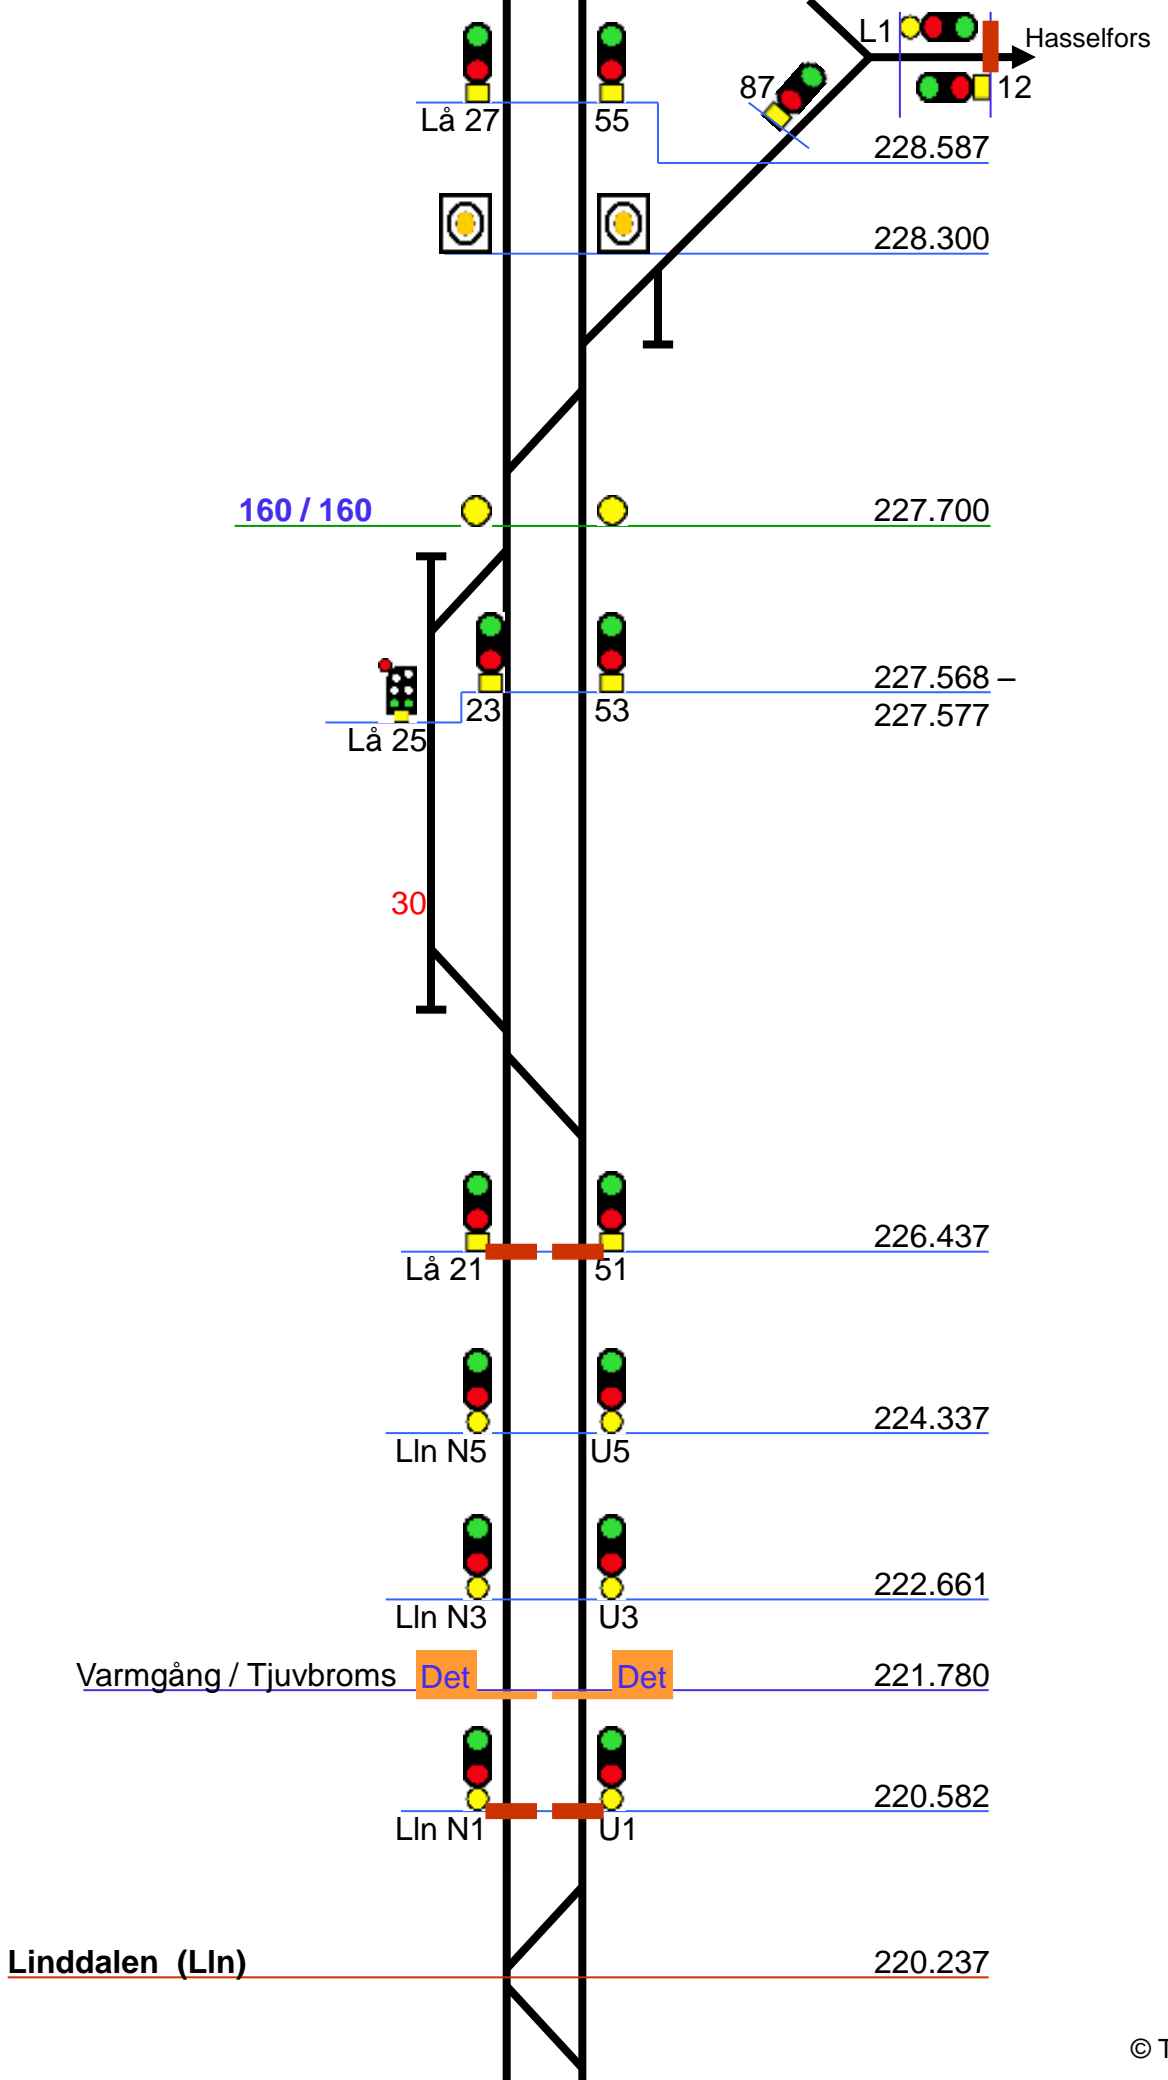 L1
Hasselfors
87
12
Lå 27
55
228.587
228.300
160 / 160
227.700
23
53
227.568 –
227.577
Lå 25
30
226.437
Lå 21
51
224.337
Lln N5
U5
222.661
Lln N3
U3
Varmgång / Tjuvbroms
Det
Det
221.780
220.582
Lln N1
U1
Linddalen (Lln)
220.237
© T